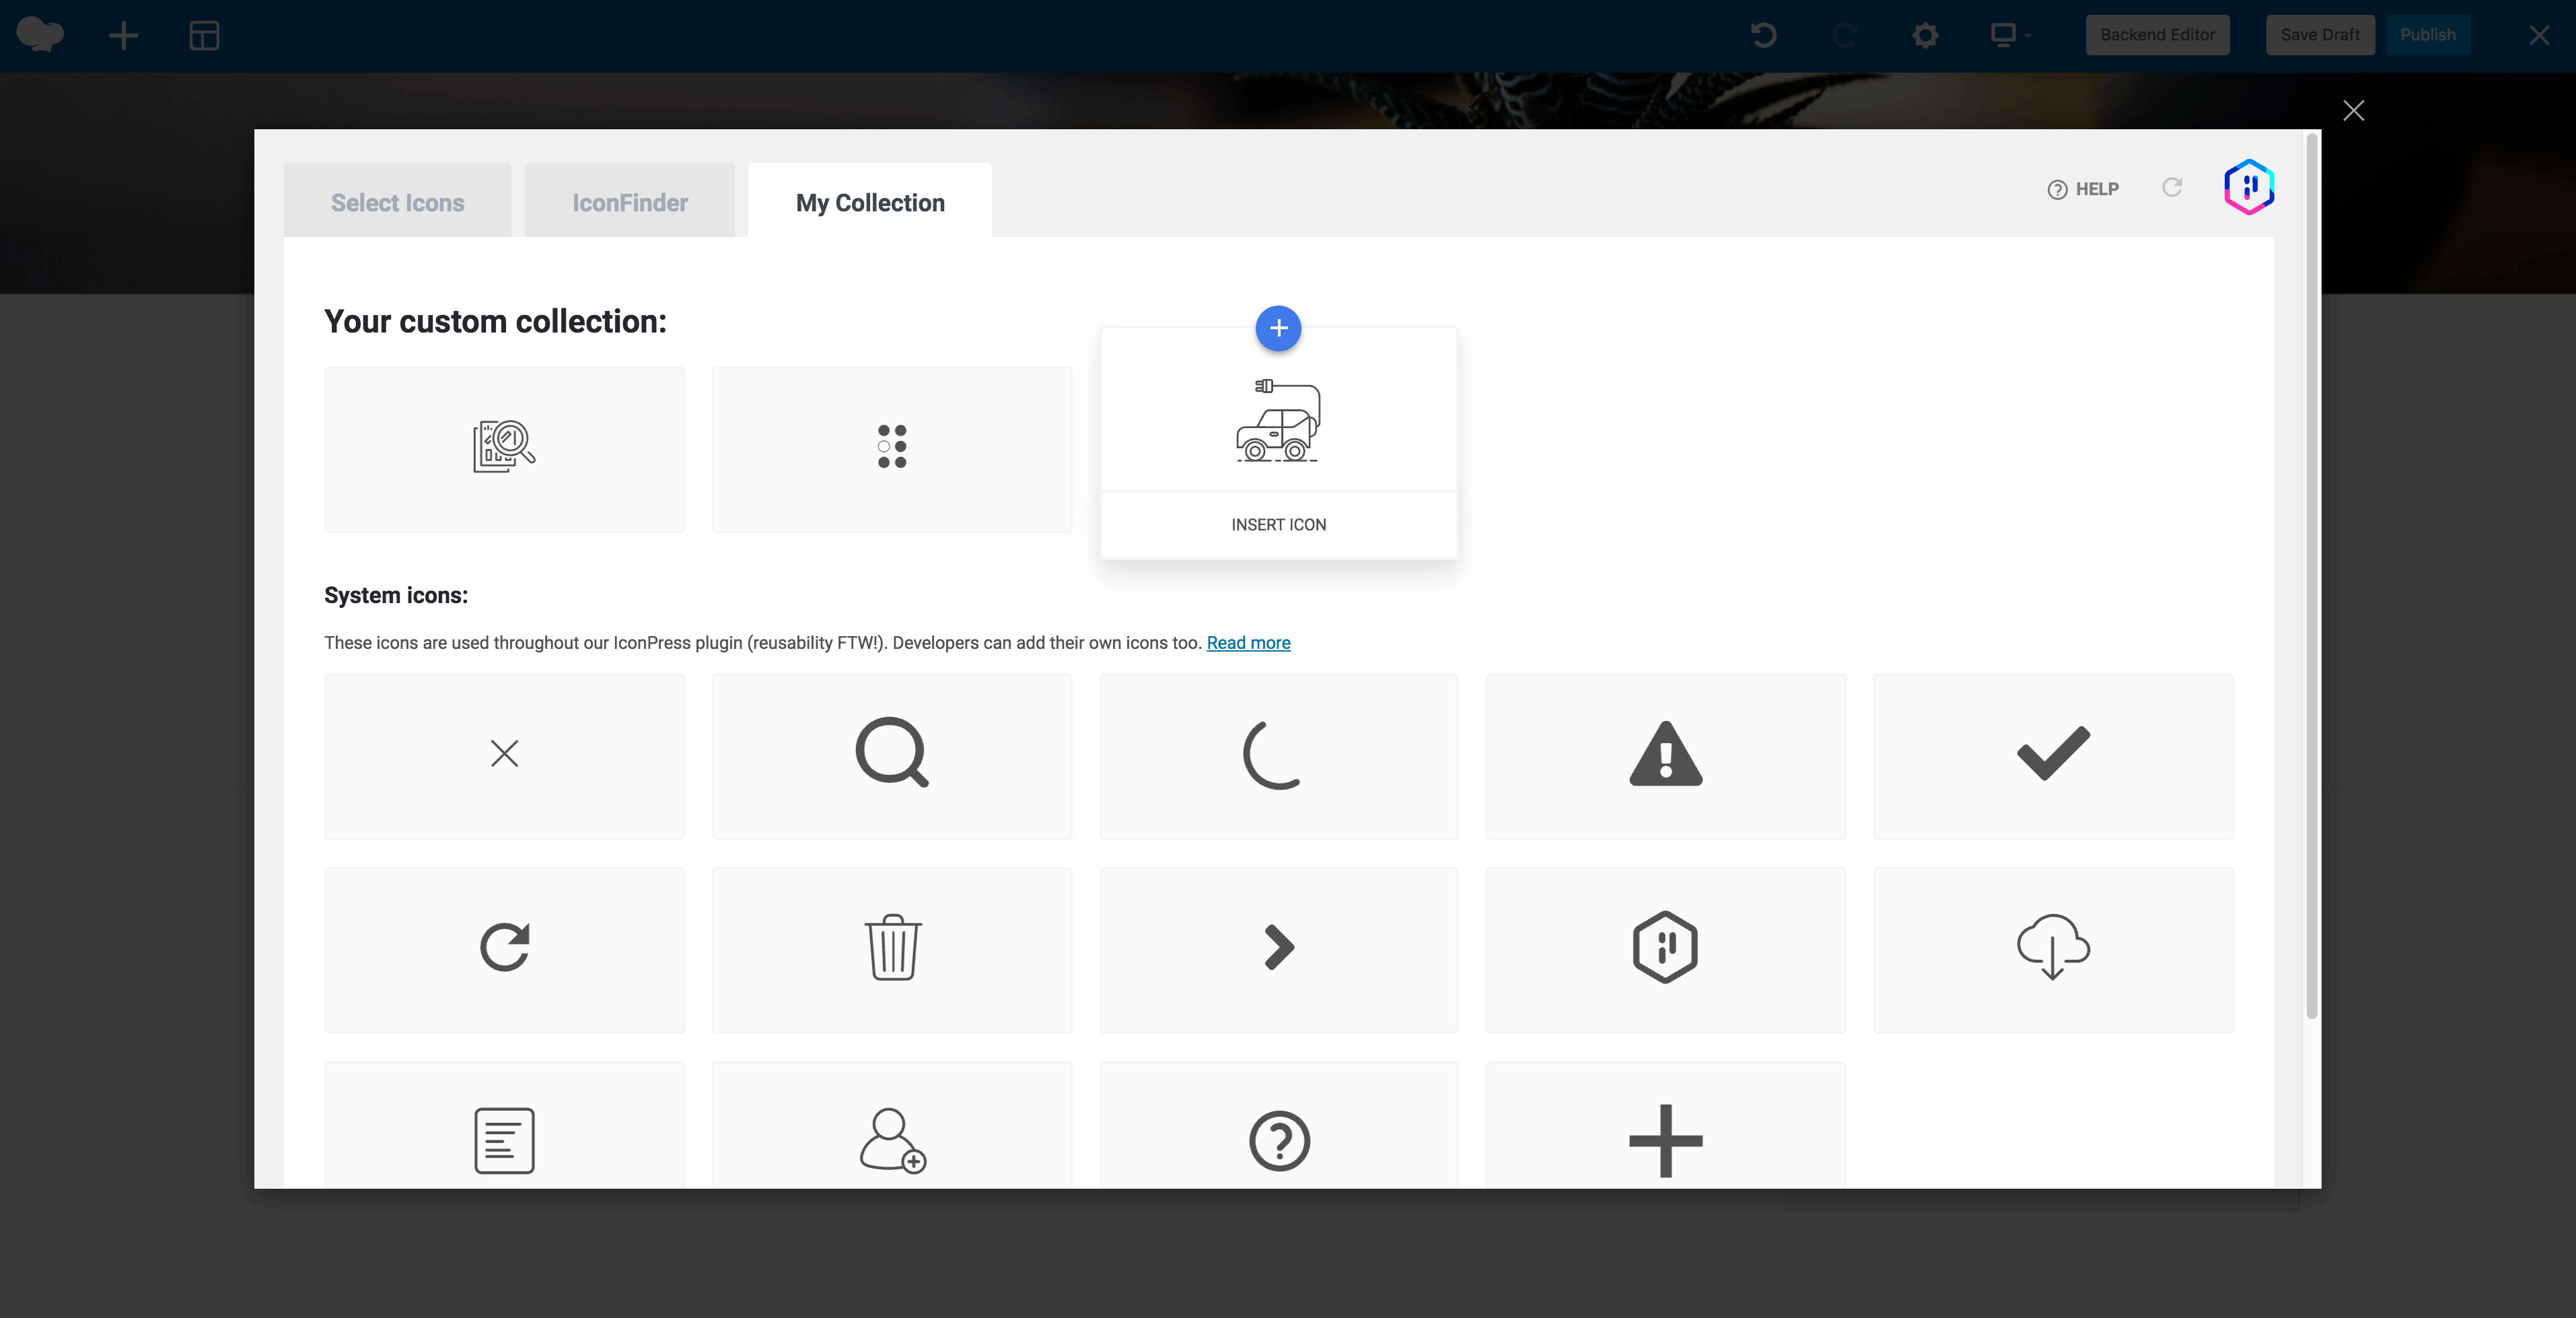 Backend Editor
Save Draft
Publish
Select Icons
IconFinder
My Collection
HELP
Your custom collection:
INSERT ICON
System icons:
These icons are used throughout our IconPress plugin (reusability FTW!). Developers can add their own icons too. Read more